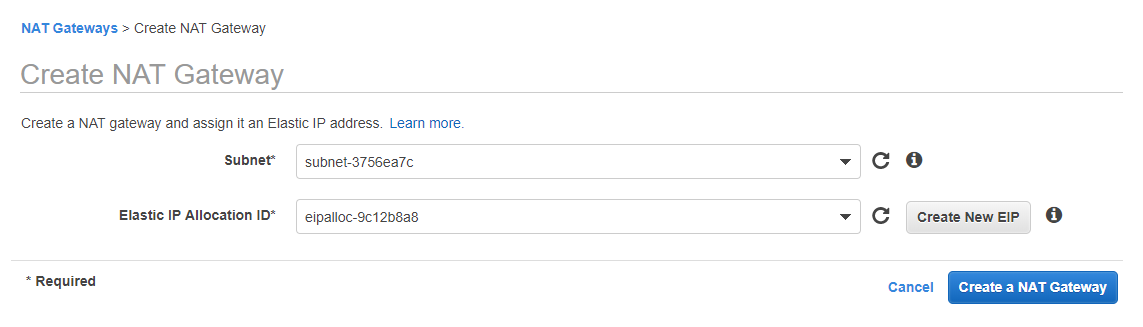 NAT Gateways > Create NAT Gateway
Create NAT Gateway
Create a NAT gateway and assign it an Elastic IP address. Learn more.
Subnet* subnet-3756ea7c
Elastic IP Allocation ID* eipalloc-9c12b8a8 Create New EIP
* Required
Cancel Create a NAT Gateway